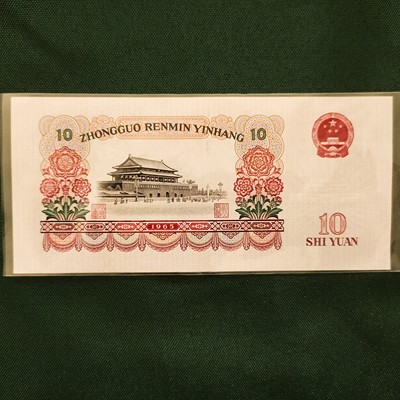 10 ZHONGGUO RENMIN YINHANG 10
1965
10
SHI YUAN